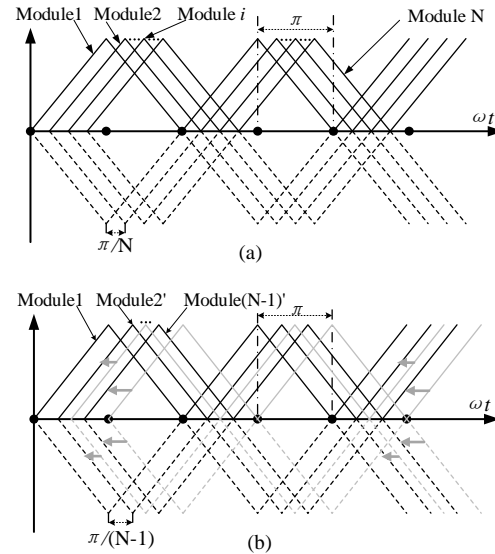 Module1 Module2 Module i π Module N
ωt
π/N
(a)
Module1 Module2' ... Module(N-1)' π
ωt
π/(N-1)
(b)